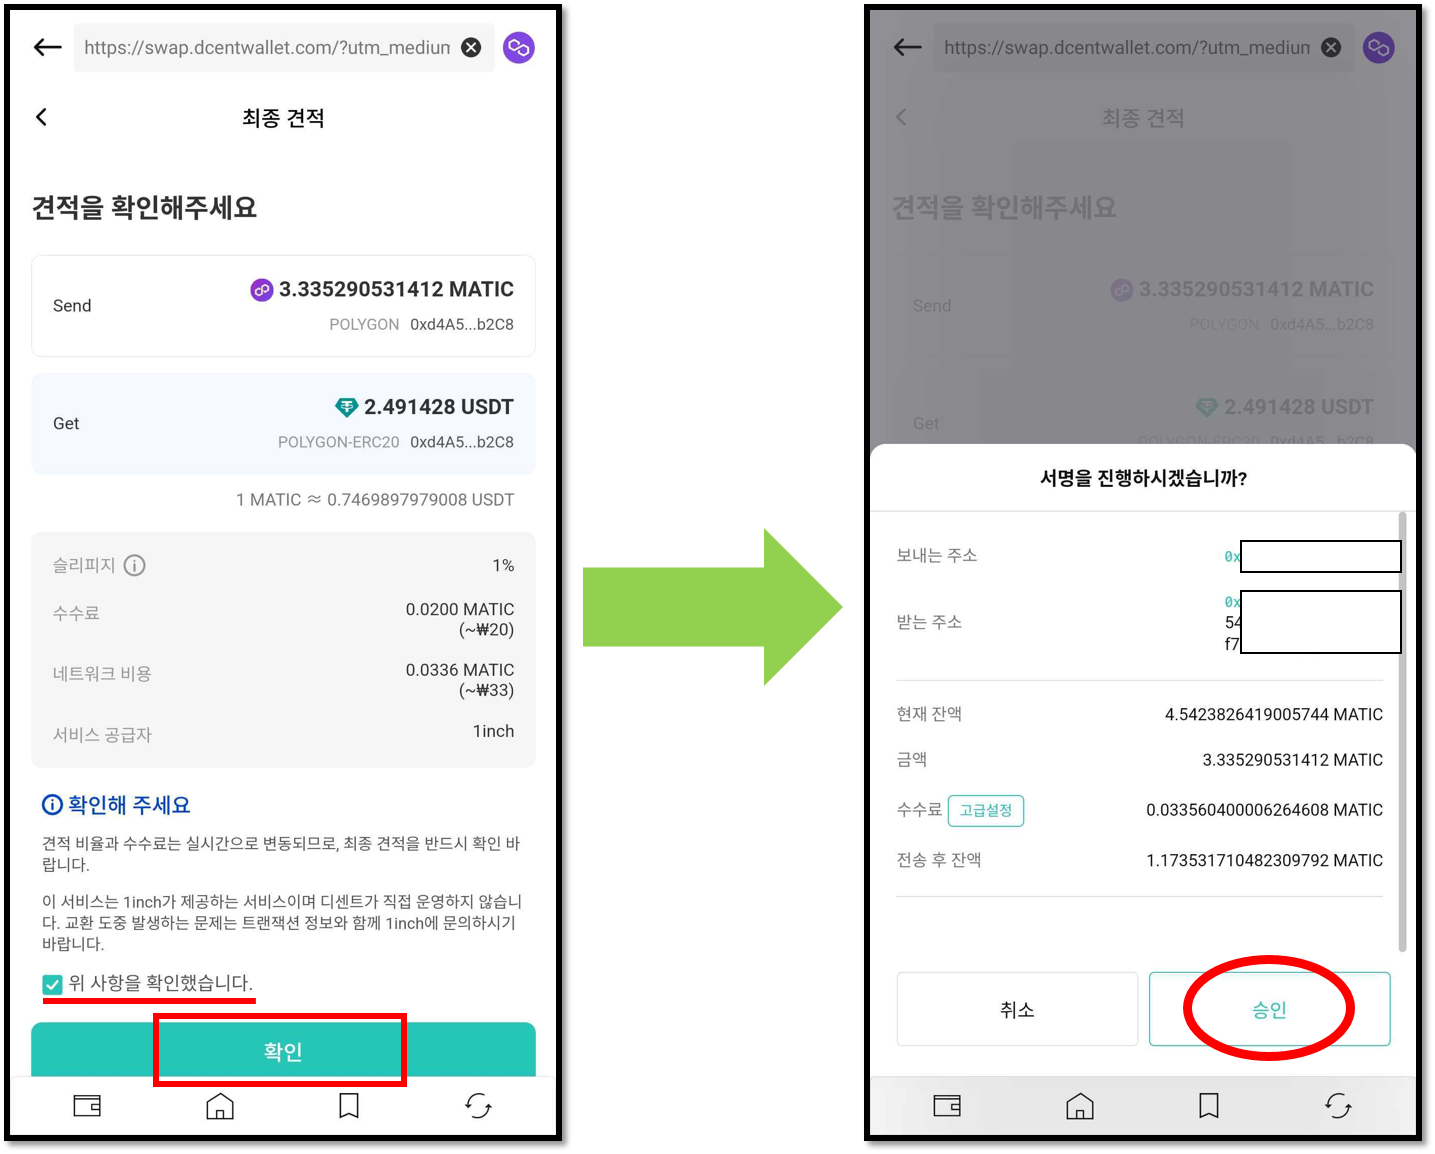 https://swap.dcentwallet.com/?utm_medium
최종 견적
견적을 확인해주세요
Send
3.335290531412 MATIC
POLYGON 0xd4A5...b2C8
Get
2.491428 USDT
POLYGON-ERC20 0xd4A5...b2C8
1 MATIC ≈ 0.7469897979008 USDT
슬리피지 1%
수수료 0.0200 MATIC
(~₩20)
네트워크 비용 0.0336 MATIC
(~₩33)
서비스 공급자 1inch
확인해 주세요
견적 비율과 수수료는 실시간으로 변동되므로, 최종 견적을 반드시 확인 바
랍니다.
이 서비스는 1inch가 제공하는 서비스이며 디센트가 직접 운영하지 않습니
다. 교환 도중 발생하는 문제는 트랜잭션 정보와 함께 1inch에 문의하시기
바랍니다.
위 사항을 확인했습니다.
확인
https://swap.dcentwallet.com/?utm_medium
최종 견적
견적을 확인해주세요
Send
3.335290531412 MATIC
POLYGON 0xd4A5...b2C8
Get
2.491428 USDT
POLYGON-ERC20 0xd4A5...b2C8
서명을 진행하시겠습니까?
보내는 주소 0x
받는 주소 0x
54
f7
현재 잔액 4.5423826419005744 MATIC
금액 3.335290531412 MATIC
수수료 고급설정 0.033560400006264608 MATIC
전송 후 잔액 1.173531710482309792 MATIC
취소
승인